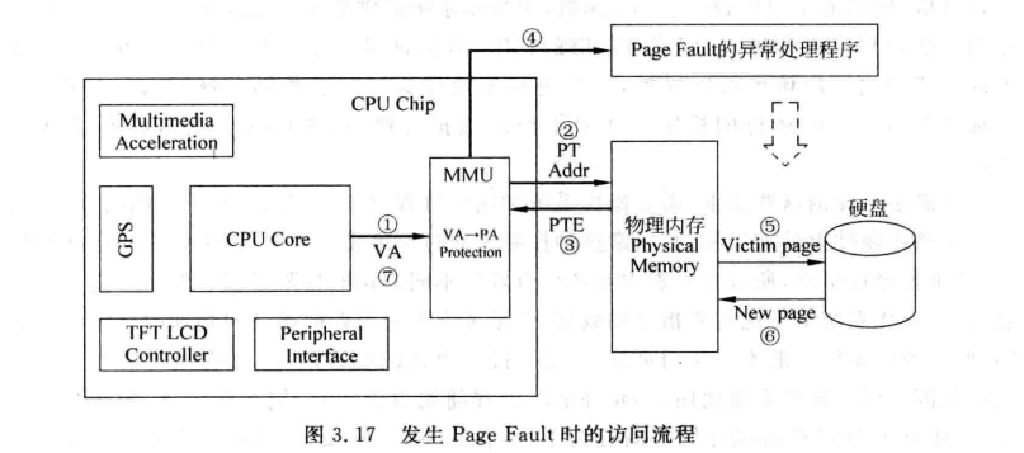 ④
Page Fault的异常处理程序
CPU Chip
Multimedia
Acceleration
GPS
CPU Core
①
VA
⑦
MMU
VA→PA
Protection
②
PT
Addr
PTE
③
物理内存
Physical
Memory
硬盘
⑤
Victim page
New page
⑥
TFT LCD
Controller
Peripheral
Interface
图 3.17 发生 Page Fault 时的访问流程